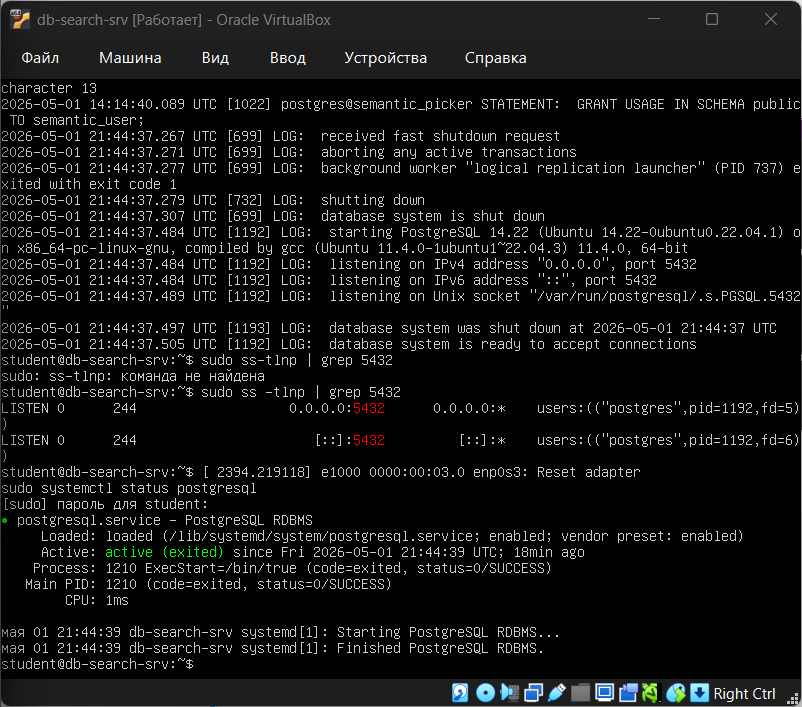 db-search-srv [Работает] - Oracle VirtualBox
Файл Машина Вид Ввод Устройства Справка
character 13
2026-05-01 14:14:40.089 UTC [1022] postgres@semantic_picker STATEMENT:  GRANT USAGE IN SCHEMA public
 TO semantic_user;
2026-05-01 21:44:37.267 UTC [699] LOG:  received fast shutdown request
2026-05-01 21:44:37.271 UTC [699] LOG:  aborting any active transactions
2026-05-01 21:44:37.277 UTC [699] LOG:  background worker "logical replication launcher" (PID 737) e
xited with exit code 1
2026-05-01 21:44:37.279 UTC [732] LOG:  shutting down
2026-05-01 21:44:37.307 UTC [699] LOG:  database system is shut down
2026-05-01 21:44:37.484 UTC [1192] LOG:  starting PostgreSQL 14.22 (Ubuntu 14.22-0ubuntu0.22.04.1) o
n x86_64-pc-linux-gnu, compiled by gcc (Ubuntu 11.4.0-1ubuntu1~22.04.3) 11.4.0, 64-bit
2026-05-01 21:44:37.484 UTC [1192] LOG:  listening on IPv4 address "0.0.0.0", port 5432
2026-05-01 21:44:37.484 UTC [1192] LOG:  listening on IPv6 address "::", port 5432
2026-05-01 21:44:37.489 UTC [1192] LOG:  listening on Unix socket "/var/run/postgresql/.s.PGSQL.5432
"
2026-05-01 21:44:37.497 UTC [1193] LOG:  database system was shut down at 2026-05-01 21:44:37 UTC
2026-05-01 21:44:37.505 UTC [1192] LOG:  database system is ready to accept connections
student@db-search-srv:~$ sudo ss-tlnp | grep 5432
sudo: ss-tlnp: команда не найдена
student@db-search-srv:~$ sudo ss -tlnp | grep 5432
LISTEN 0      244                   0.0.0.0:5432      0.0.0.0:*    users:(("postgres",pid=1192,fd=5)
)
LISTEN 0      244                      [::]:5432         [::]:*    users:(("postgres",pid=1192,fd=6)
)
student@db-search-srv:~$ [ 2394.219118] e1000 0000:00:03.0 enp0s3: Reset adapter
sudo systemctl status postgresql
[sudo] пароль для student:
● postgresql.service - PostgreSQL RDBMS
     Loaded: loaded (/lib/systemd/system/postgresql.service; enabled; vendor preset: enabled)
     Active: active (exited) since Fri 2026-05-01 21:44:39 UTC; 18min ago
    Process: 1210 ExecStart=/bin/true (code=exited, status=0/SUCCESS)
   Main PID: 1210 (code=exited, status=0/SUCCESS)
        CPU: 1ms
мая 01 21:44:39 db-search-srv systemd[1]: Starting PostgreSQL RDBMS...
мая 01 21:44:39 db-search-srv systemd[1]: Finished PostgreSQL RDBMS.
student@db-search-srv:~$
Right Ctrl